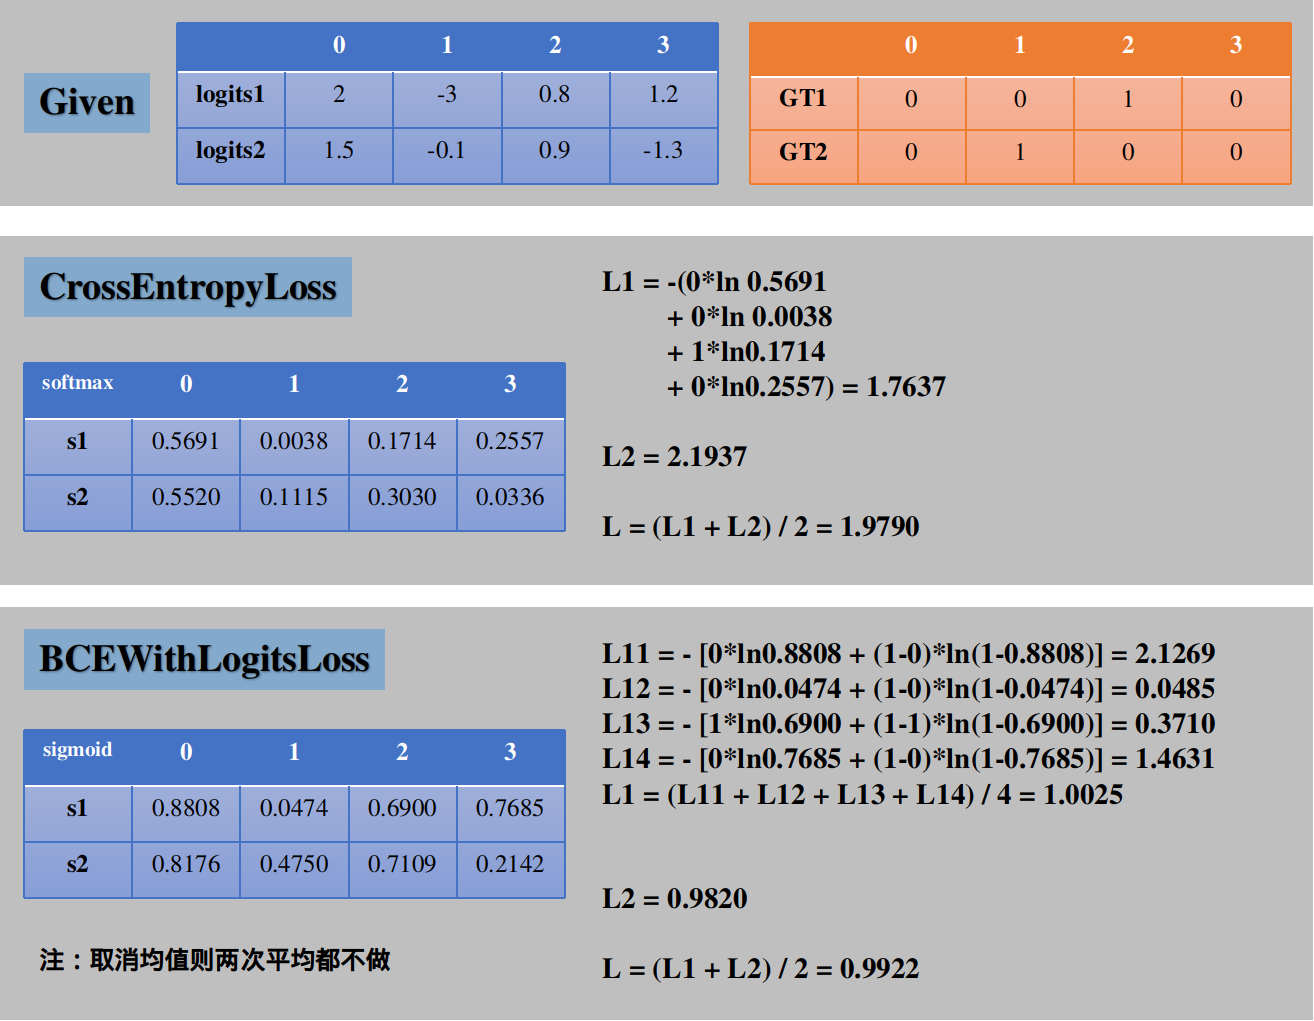 0 1 2 3
logits1 2 -3 0.8 1.2
logits2 1.5 -0.1 0.9 -1.3
Given
0 1 2 3
GT1 0 0 1 0
GT2 0 1 0 0
CrossEntropyLoss
softmax 0 1 2 3
s1 0.5691 0.0038 0.1714 0.2557
s2 0.5520 0.1115 0.3030 0.0336
L1 = -(0*ln 0.5691
+ 0*ln 0.0038
+ 1*ln0.1714
+ 0*ln0.2557) = 1.7637
L2 = 2.1937
L = (L1 + L2) / 2 = 1.9790
BCEWithLogitsLoss
sigmoid 0 1 2 3
s1 0.8808 0.0474 0.6900 0.7685
s2 0.8176 0.4750 0.7109 0.2142
注：取消均值则两次平均都不做
L11 = - [0*ln0.8808 + (1-0)*ln(1-0.8808)] = 2.1269
L12 = - [0*ln0.0474 + (1-0)*ln(1-0.0474)] = 0.0485
L13 = - [1*ln0.6900 + (1-1)*ln(1-0.6900)] = 0.3710
L14 = - [0*ln0.7685 + (1-0)*ln(1-0.7685)] = 1.4631
L1 = (L11 + L12 + L13 + L14) / 4 = 1.0025
L2 = 0.9820
L = (L1 + L2) / 2 = 0.9922